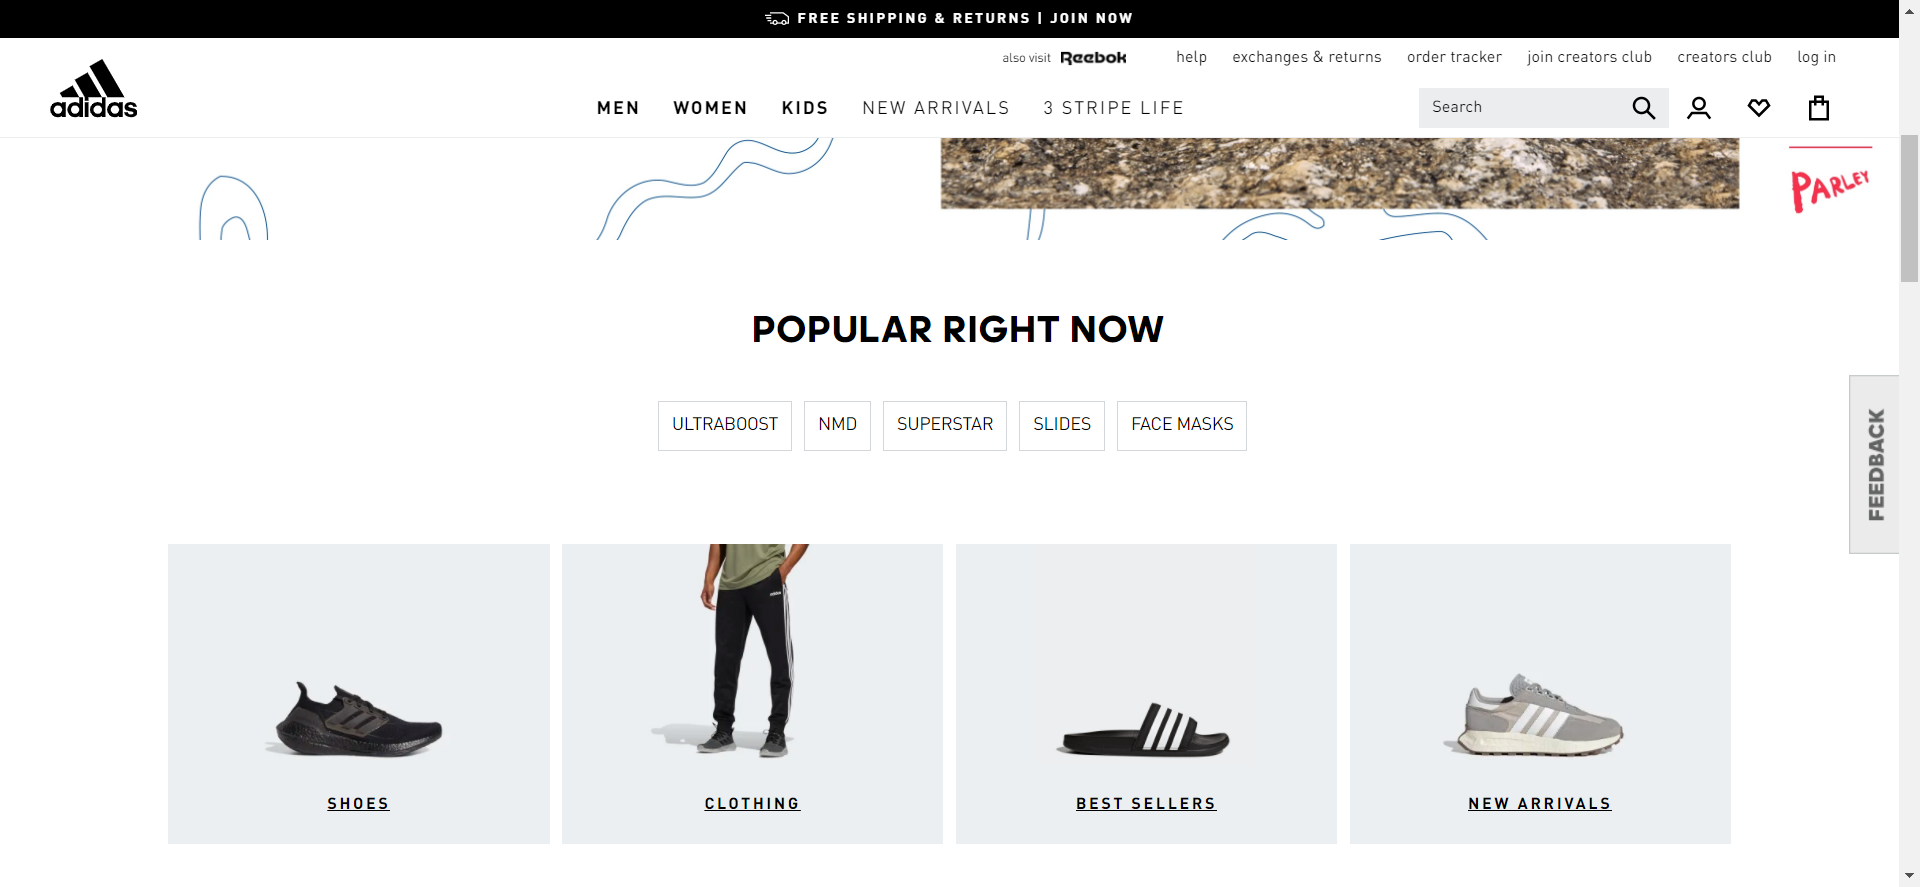 FREE SHIPPING & RETURNS | JOIN NOW
also visit Reebok help exchanges & returns order tracker join creators club creators club log in
adidas
MEN WOMEN KIDS NEW ARRIVALS 3 STRIPE LIFE Search
PARLEY
POPULAR RIGHT NOW
ULTRABOOST NMD SUPERSTAR SLIDES FACE MASKS
FEEDBACK
adidas
SHOES CLOTHING BEST SELLERS NEW ARRIVALS